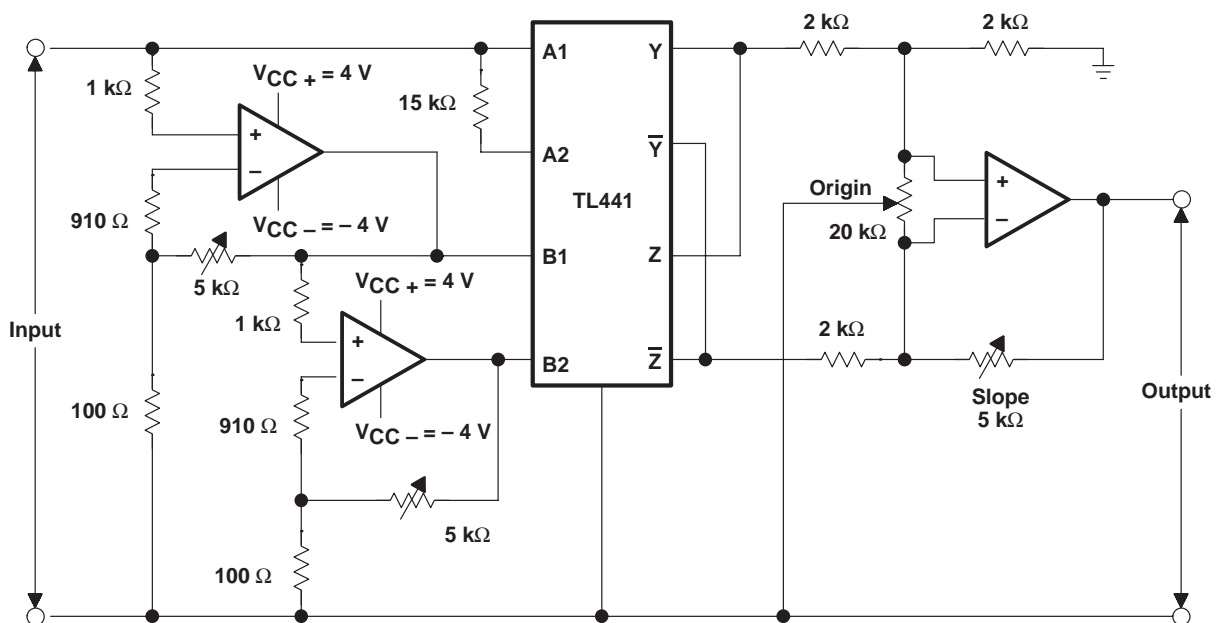 2 kΩ
2 kΩ
A1
Y
VCC + = 4 V
1 kΩ
15 kΩ
+
–
A2
Y̅
+
–
Origin
20 kΩ
TL441
910 Ω
VCC – = – 4 V
B1
Z
5 kΩ
VCC + = 4 V
1 kΩ
Input
+
–
2 kΩ
B2
Z̅
Slope
5 kΩ
Output
100 Ω
910 Ω
VCC – = – 4 V
5 kΩ
100 Ω